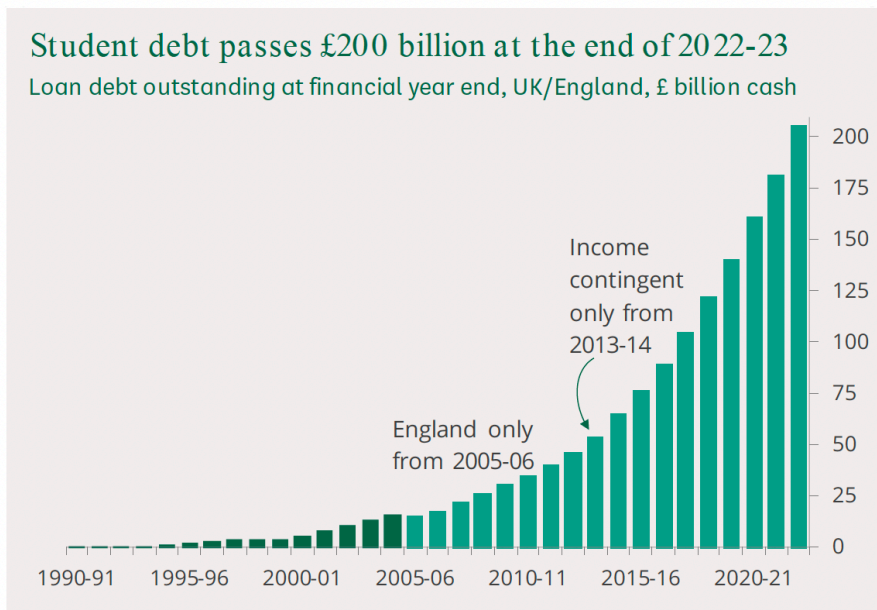 Student debt passes £200 billion at the end of 2022-23
Loan debt outstanding at financial year end, UK/England, £ billion cash
200
175
150
Income
contingent
only from
2013-14
125
100
75
England only
from 2005-06
50
25
0
1990-91
1995-96
2000-01
2005-06
2010-11
2015-16
2020-21